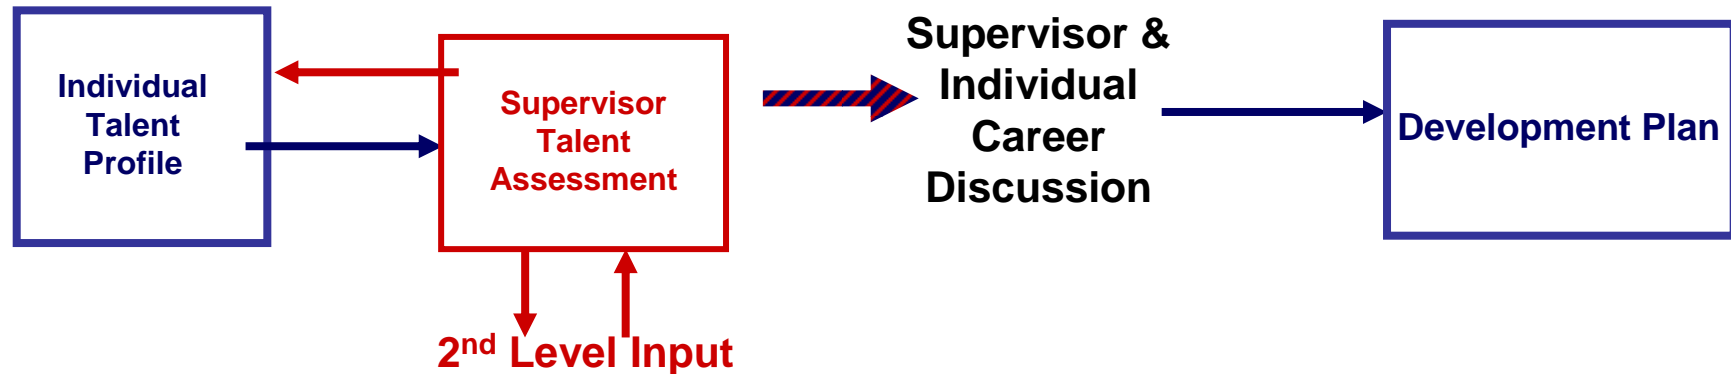 Individual
Talent
Profile
Supervisor
Talent
Assessment
2nd Level Input
Supervisor &
Individual
Career
Discussion
Development Plan